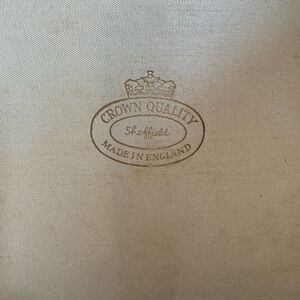 CROWN QUALITY
Sheffield
MADE IN ENGLAND